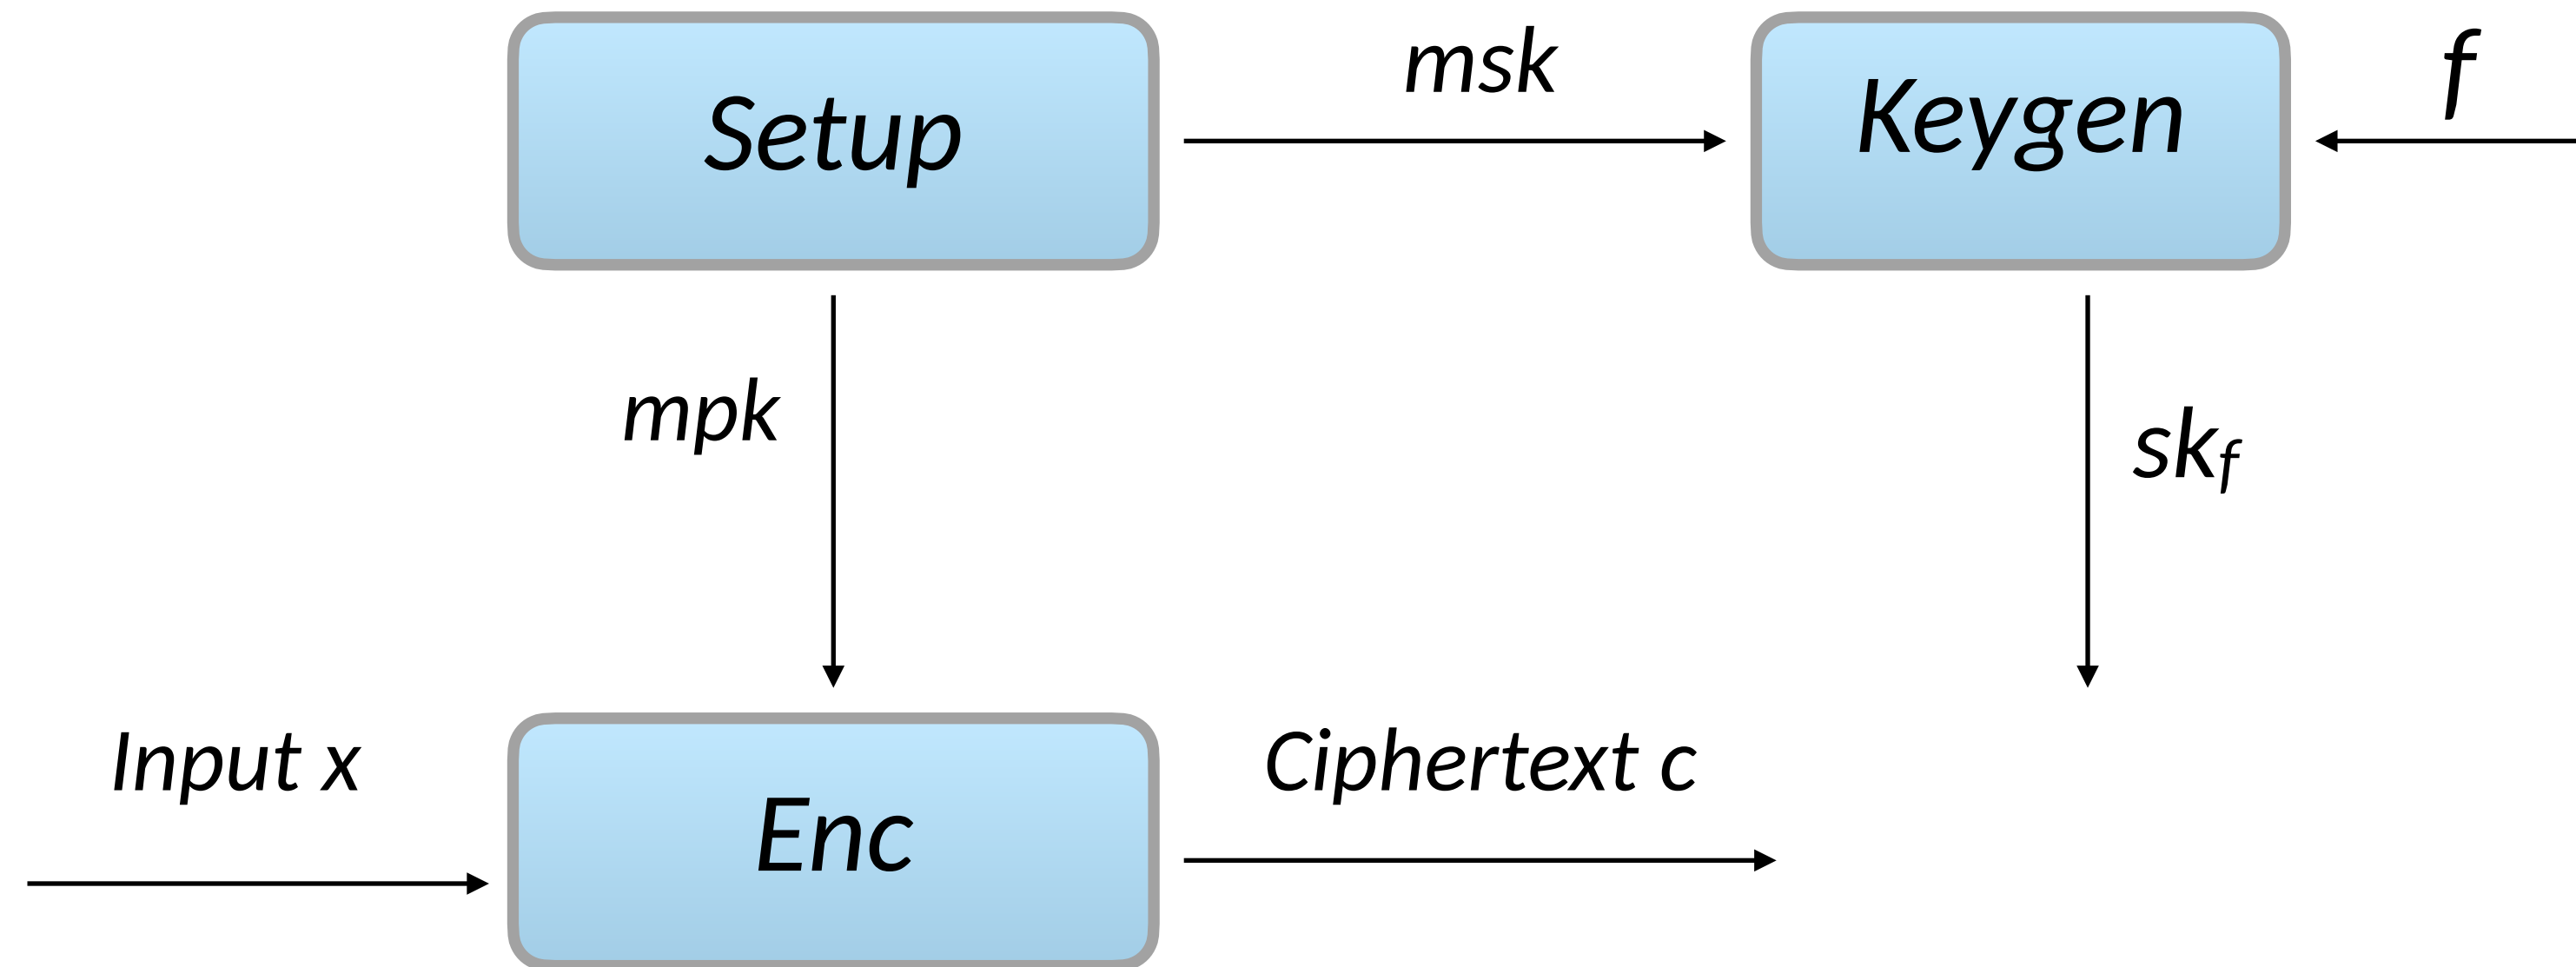 Setup
msk
Keygen
f
mpk
skf
Input x
Enc
Ciphertext c